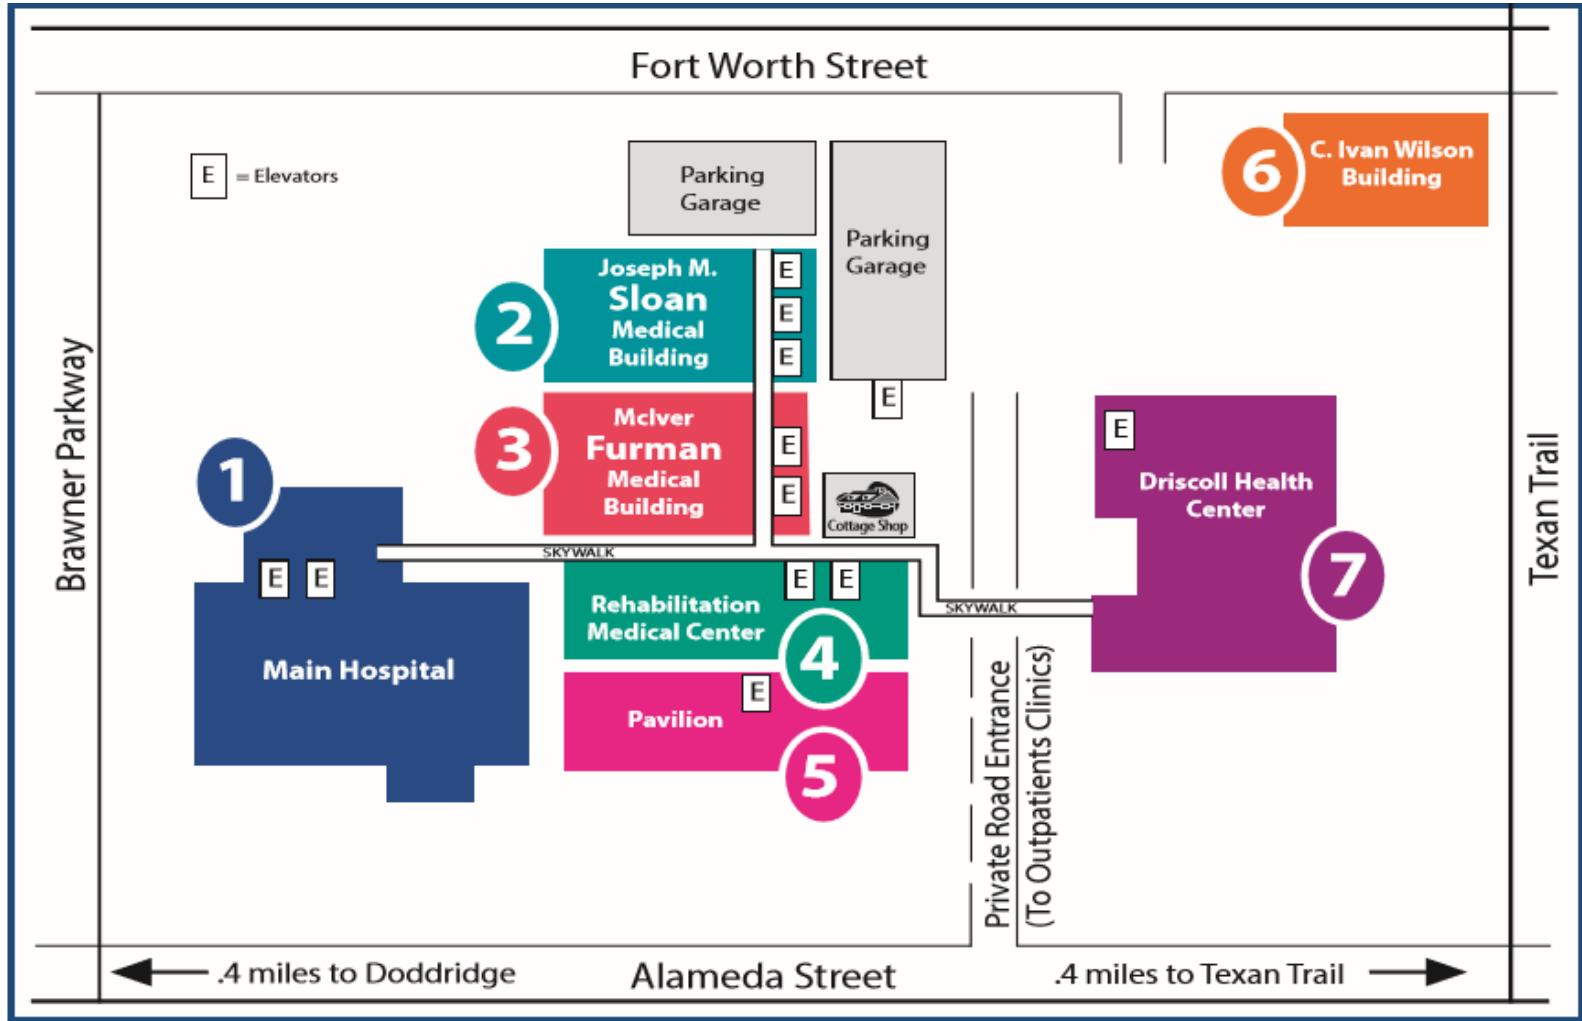 Fort Worth Street
E = Elevators
Parking
Garage
Parking
Garage
6
C. Ivan Wilson
Building
2
Joseph M.
Sloan
Medical
Building
E
E
E
E
3
McIver
Furman
Medical
Building
E
E
Cottage Shop
E
Driscoll Health
Center
7
Brawner Parkway
Texan Trail
1
E E
Main Hospital
SKYWALK
SKYWALK
E E
Rehabilitation
Medical Center
4
E
Pavilion
5
Private Road Entrance
(To Outpatients Clinics)
.4 miles to Doddridge
Alameda Street
.4 miles to Texan Trail